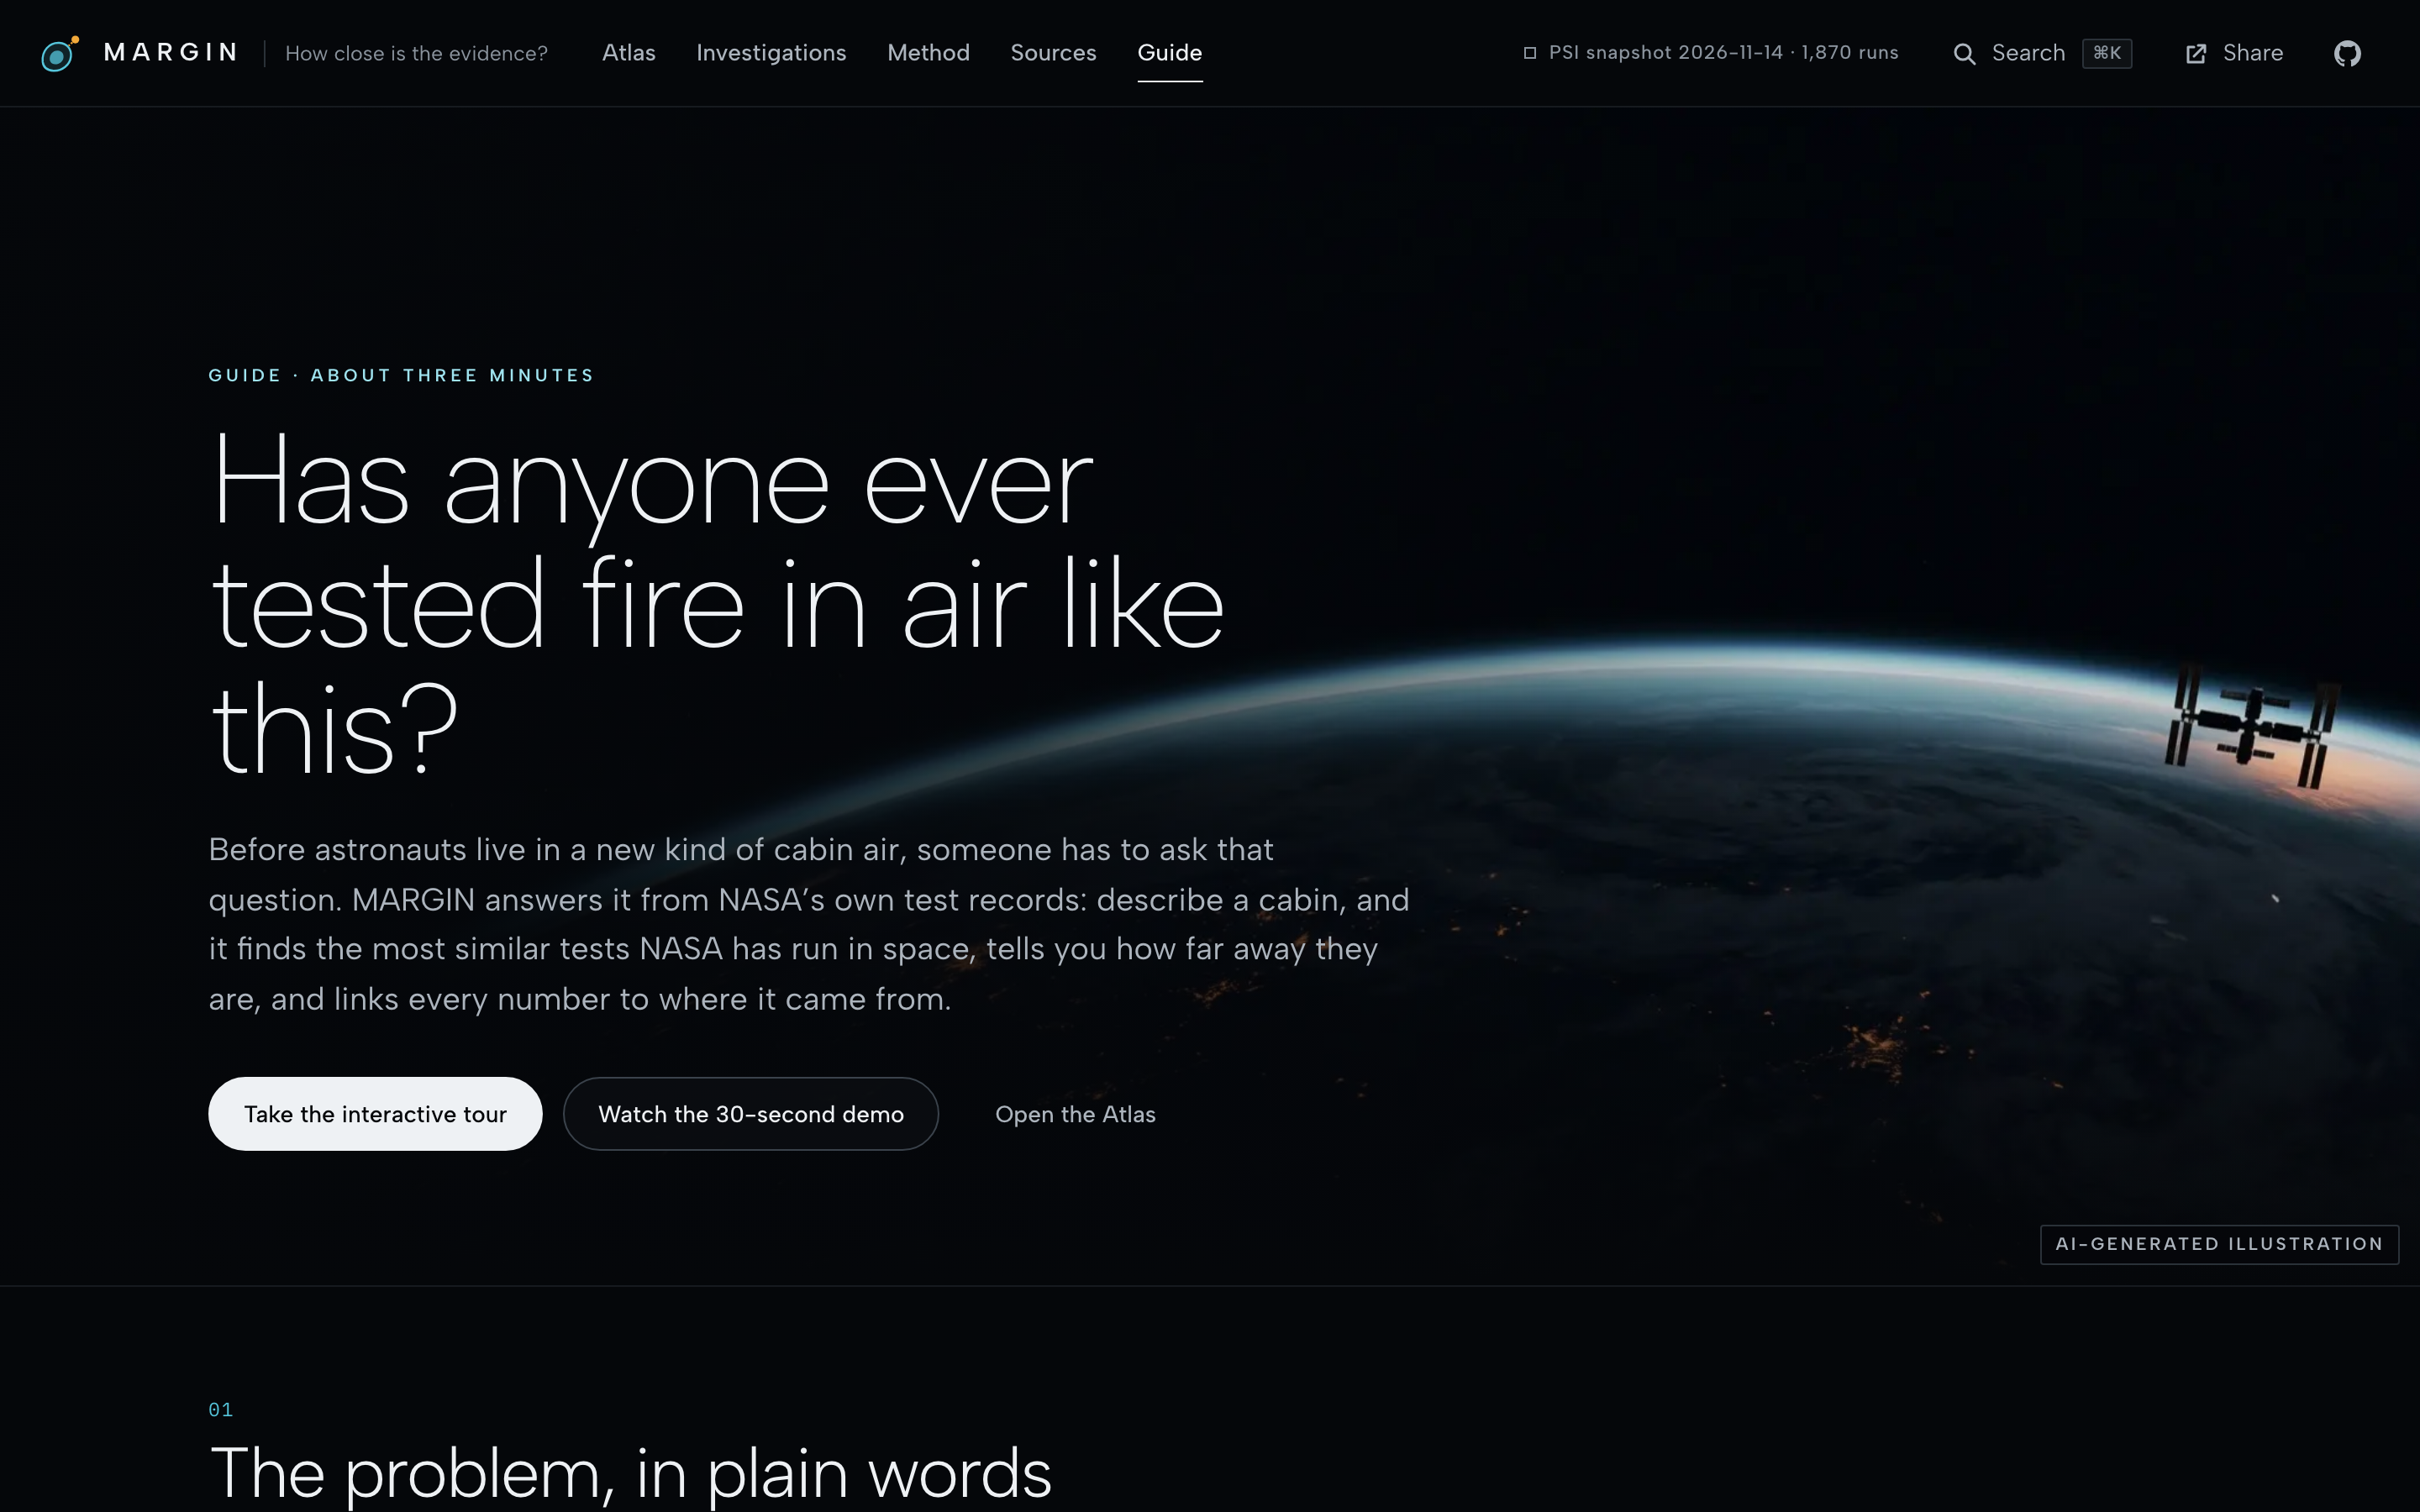 MARGIN
How close is the evidence?
Atlas
Investigations
Method
Sources
Guide
PSI snapshot 2026-11-14 · 1,870 runs
Search
⌘K
Share
GUIDE · ABOUT THREE MINUTES
Has anyone ever
tested fire in air like
this?
Before astronauts live in a new kind of cabin air, someone has to ask that
question. MARGIN answers it from NASA’s own test records: describe a cabin, and
it finds the most similar tests NASA has run in space, tells you how far away they
are, and links every number to where it came from.
Take the interactive tour
Watch the 30-second demo
Open the Atlas
AI-GENERATED ILLUSTRATION
01
The problem, in plain words